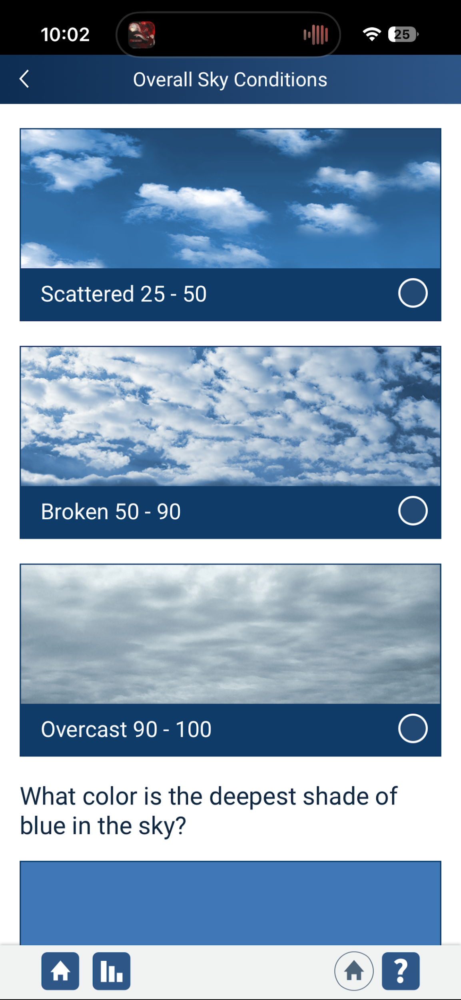 10:02
25
Overall Sky Conditions
Scattered 25 - 50
Broken 50 - 90
Overcast 90 - 100
What color is the deepest shade of
blue in the sky?
?